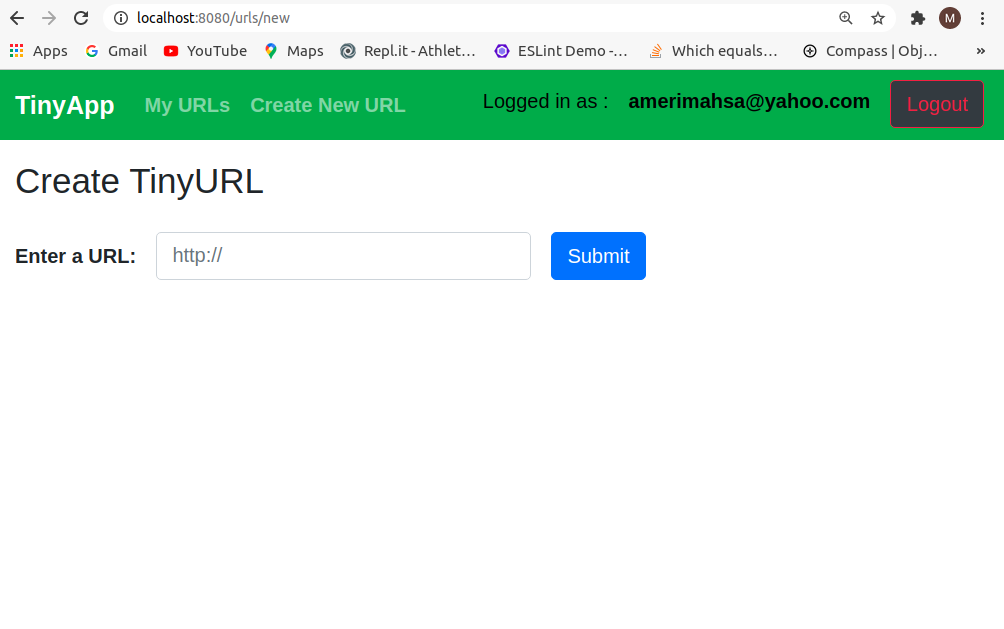 localhost:8080/urls/new
M
Apps Gmail YouTube Maps Repl.it - Athlet... ESLint Demo -... Which equals... Compass | Obj... »
TinyApp My URLs Create New URL Logged in as : amerimahsa@yahoo.com Logout
Create TinyURL
Enter a URL: http:// Submit